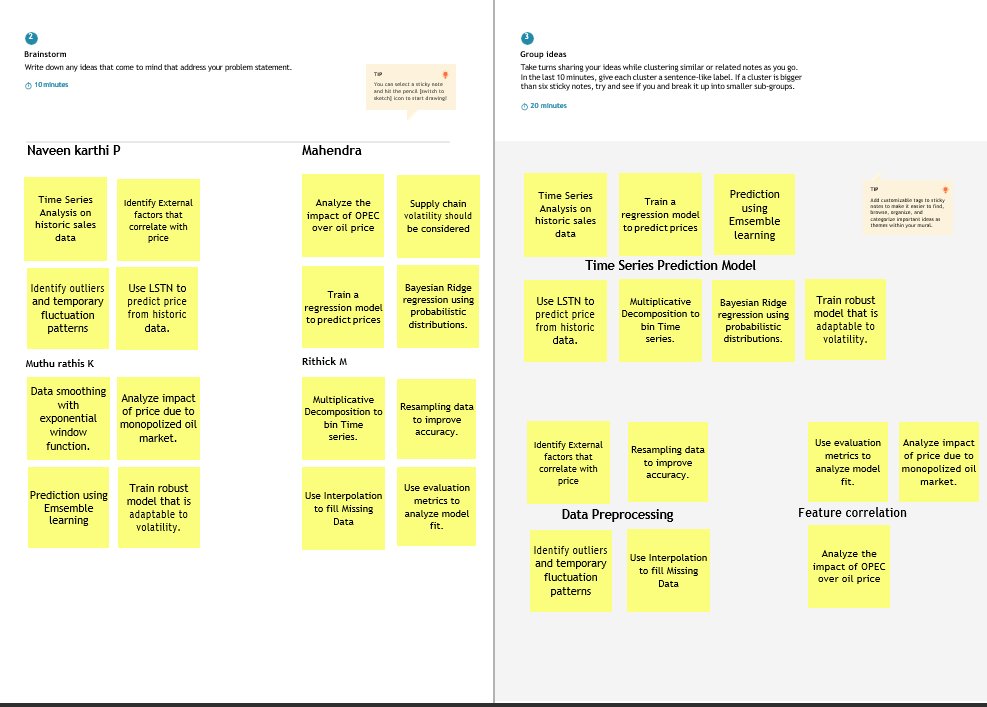 2
Brainstorm
Write down any ideas that come to mind that address your problem statement.
10 minutes
TIP
You can select a sticky note
and hit the pencil [switch to
sketch] icon to start drawing!
Naveen karthi P
Time Series
Analysis on
historic sales
data
Identify External
factors that
correlate with
price
Identify outliers
and temporary
fluctuation
patterns
Use LSTN to
predict price
from historic
data.
Mahendra
Analyze the
impact of OPEC
over oil price
Supply chain
volatility should
be considered
Train a
regression model
to predict prices
Bayesian Ridge
regression using
probabilistic
distributions.
Muthu rathis K
Data smoothing
with
exponential
window
function.
Analyze impact
of price due to
monopolized oil
market.
Prediction using
Emsemble
learning
Train robust
model that is
adaptable to
volatility.
Rithick M
Multiplicative
Decomposition to
bin Time
series.
Resampling data
to improve
accuracy.
Use Interpolation
to fill Missing
Data
Use evaluation
metrics to
analyze model
fit.
3
Group ideas
Take turns sharing your ideas while clustering similar or related notes as you go.
In the last 10 minutes, give each cluster a sentence-like label. If a cluster is bigger
than six sticky notes, try and see if you and break it up into smaller sub-groups.
20 minutes
TIP
Add customizable tags to sticky
notes to make it easier to find,
browse, organize, and
categorize important ideas as
themes within your mural.
Time Series
Analysis on
historic sales
data
Train a
regression model
to predict prices
Prediction
using
Emsemble
learning
Time Series Prediction Model
Use LSTN to
predict price
from historic
data.
Multiplicative
Decomposition to
bin Time
series.
Bayesian Ridge
regression using
probabilistic
distributions.
Train robust
model that is
adaptable to
volatility.
Identify External
factors that
correlate with
price
Resampling data
to improve
accuracy.
Data Preprocessing
Identify outliers
and temporary
fluctuation
patterns
Use Interpolation
to fill Missing
Data
Use evaluation
metrics to
analyze model
fit.
Analyze impact
of price due to
monopolized oil
market.
Feature correlation
Analyze the
impact of OPEC
over oil price